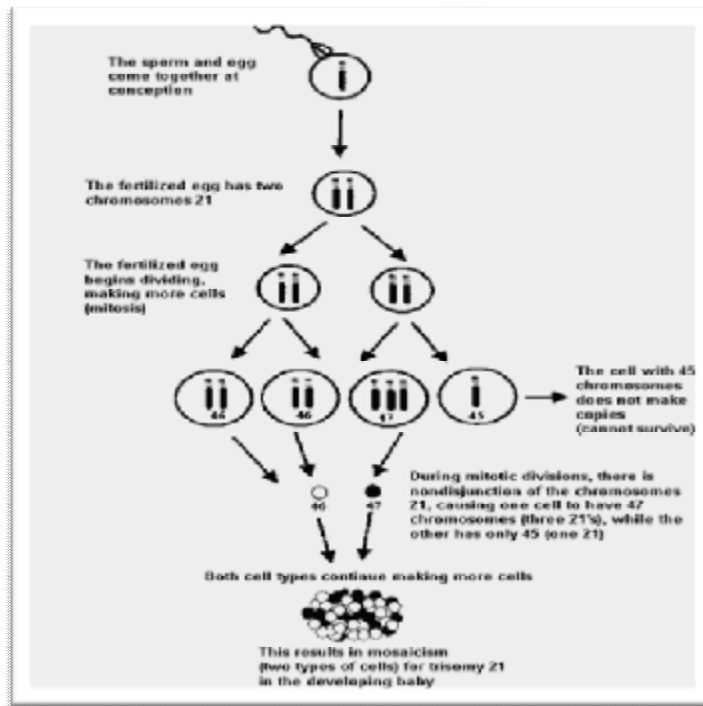 The sperm and egg
come together at
conception
The fertilized egg has two
chromosomes 21
The fertilized egg
begins dividing,
making more cells
(mitosis)
46
46
47
45
The cell with 45
chromosomes
does not make
copies
(cannot survive)
During mitotic divisions, there is
nondisjunction of the chromosomes
21, causing one cell to have 47
chromosomes (three 21's), while the
other has only 45 (one 21)
46
47
Both cell types continue making more cells
This results in mosaicism
(two types of cells) for trisomy 21
in the developing baby